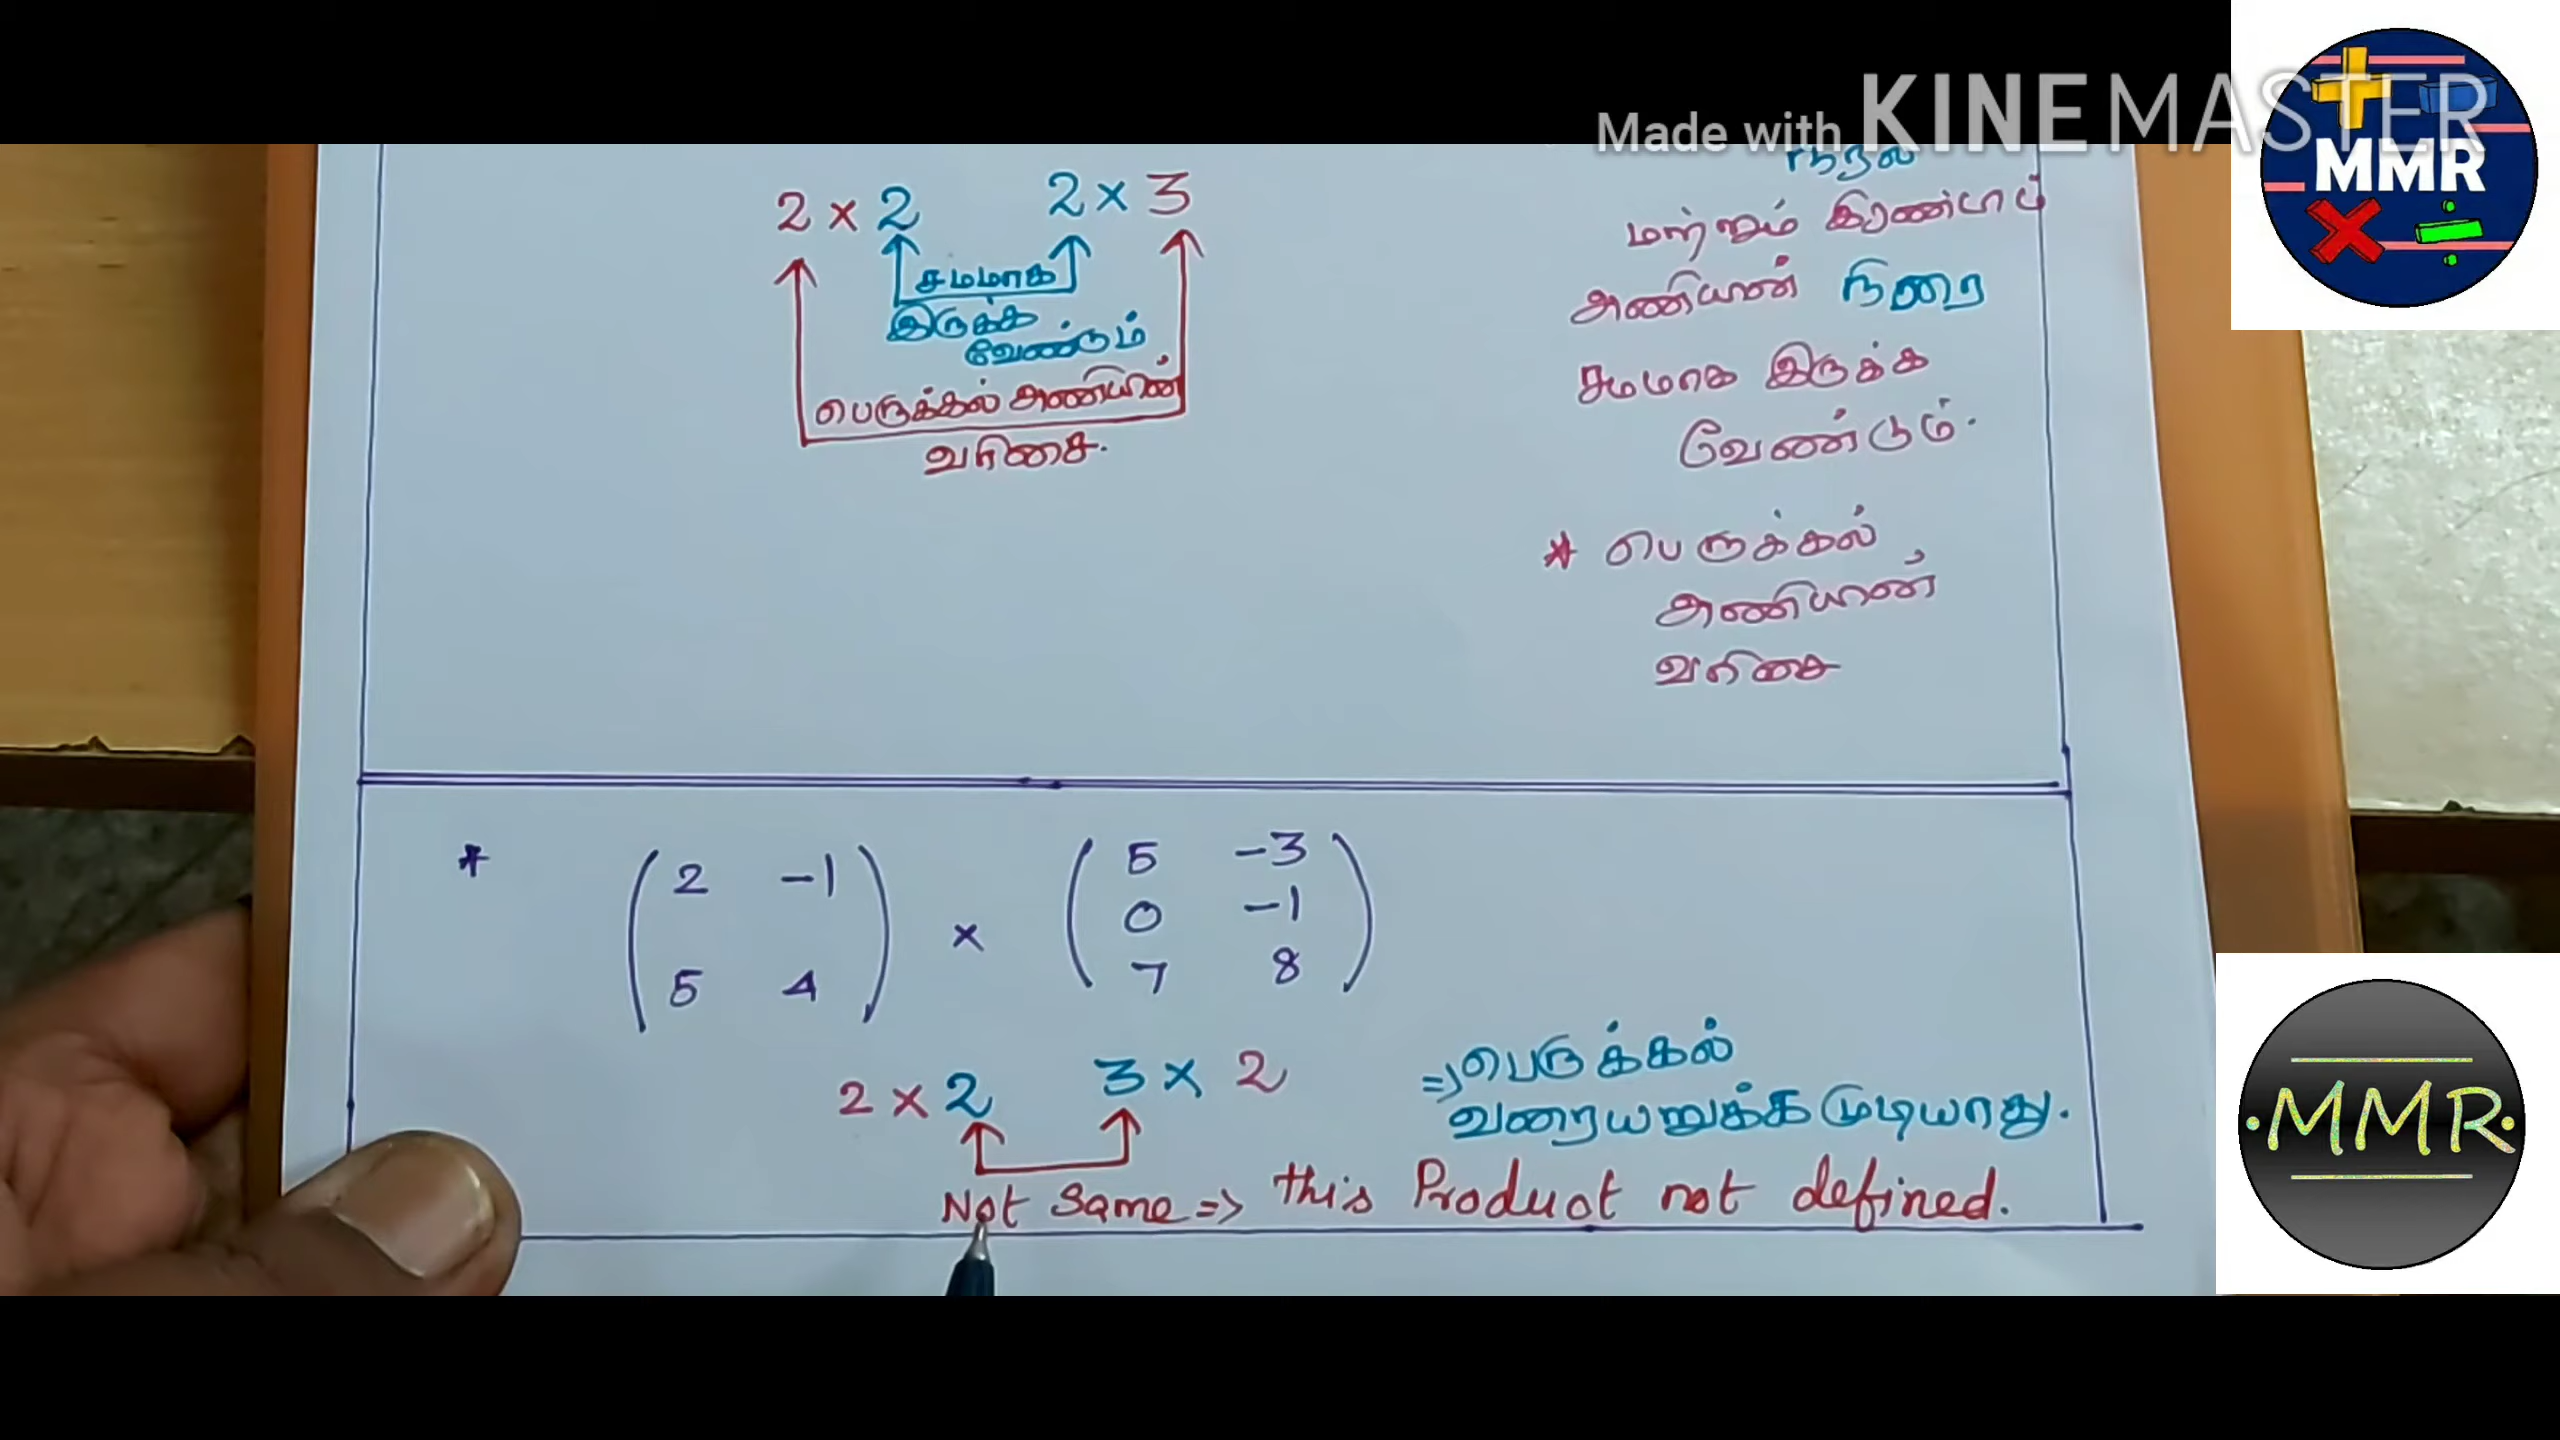 Made with KINEMASTER
MMR
2 × 2 2 × 3
சமமாக
இருக்க
வேண்டும்
பெருக்கல் அணியின்
வரிசை.
மற்றும் இரண்டாம்
அணியின் நிரை
சமமாக இருக்க
வேண்டும்.
* பெருக்கல்
அணியின்
வரிசை
* ( 2 -1 ) × ( 5 -3 )
0 -1
5 4 7 8
2 × 2 3 × 2
=> பெருக்கல்
வரையறுக்க முடியாது.
Not Same => this Product not defined.
.MMR.